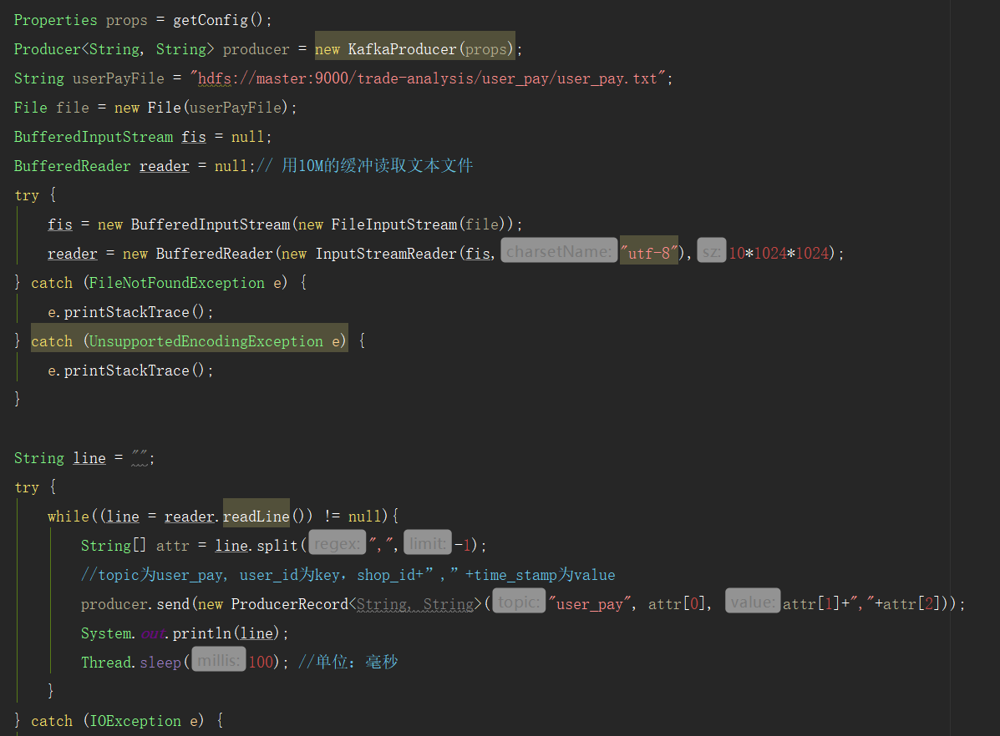 Properties props = getConfig();
Producer<String, String> producer = new KafkaProducer(props);
String userPayFile = "hdfs://master:9000/trade-analysis/user_pay/user_pay.txt";
File file = new File(userPayFile);
BufferedInputStream fis = null;
BufferedReader reader = null;// 用10M的缓冲读取文本文件
try {
fis = new BufferedInputStream(new FileInputStream(file));
reader = new BufferedReader(new InputStreamReader(fis, charsetName: "utf-8"), sz: 10*1024*1024);
} catch (FileNotFoundException e) {
e.printStackTrace();
} catch (UnsupportedEncodingException e) {
e.printStackTrace();
}
String line = "";
try {
while((line = reader.readLine()) != null){
String[] attr = line.split( regex: ",", limit: -1);
//topic为user_pay, user_id为key，shop_id+”,”+time_stamp为value
producer.send(new ProducerRecord<String, String>( topic: "user_pay", attr[0], value: attr[1]+","+attr[2]));
System.out.println(line);
Thread.sleep( millis: 100); //单位：毫秒
}
} catch (IOException e) {